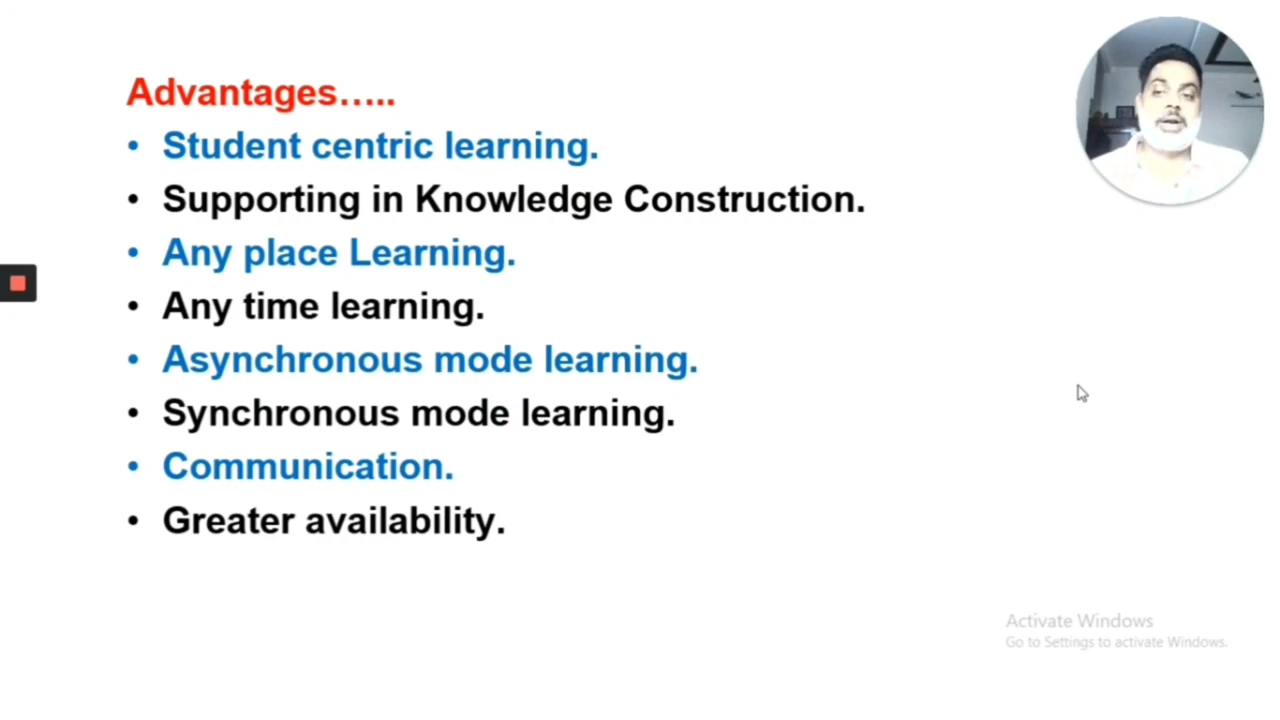 Advantages.....
• Student centric learning.
• Supporting in Knowledge Construction.
• Any place Learning.
• Any time learning.
• Asynchronous mode learning.
• Synchronous mode learning.
• Communication.
• Greater availability.
Activate Windows
Go to Settings to activate Windows.